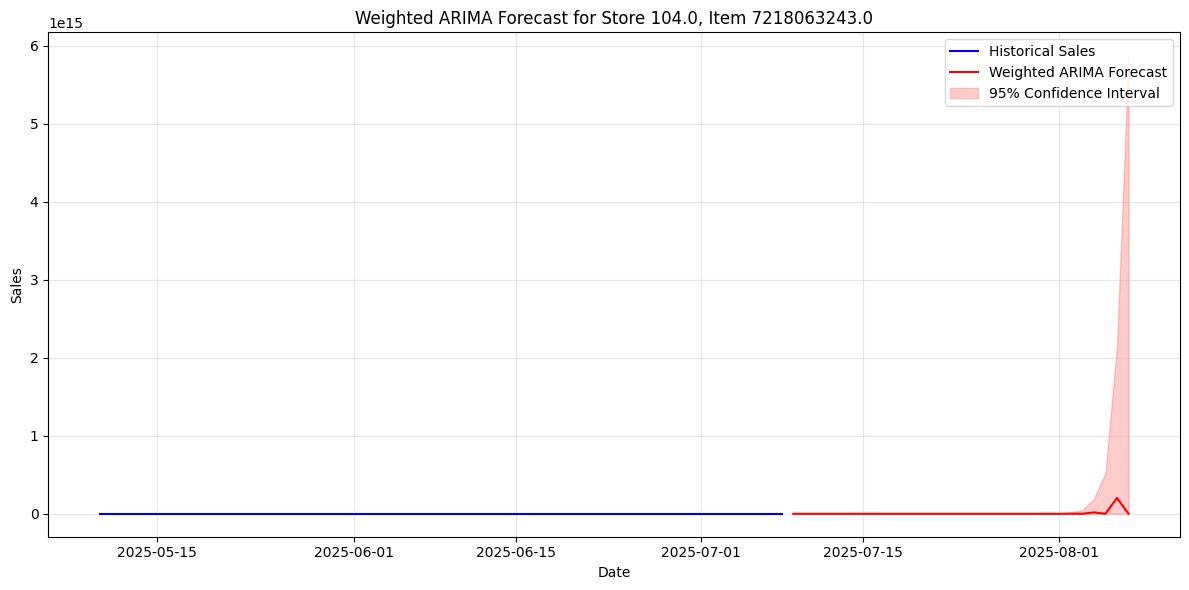 Weighted ARIMA Forecast for Store 104.0, Item 7218063243.0
1e15
Historical Sales
Weighted ARIMA Forecast
95% Confidence Interval
6
5
4
3
2
1
0
Sales
2025-05-15 2025-06-01 2025-06-15 2025-07-01 2025-07-15 2025-08-01
Date